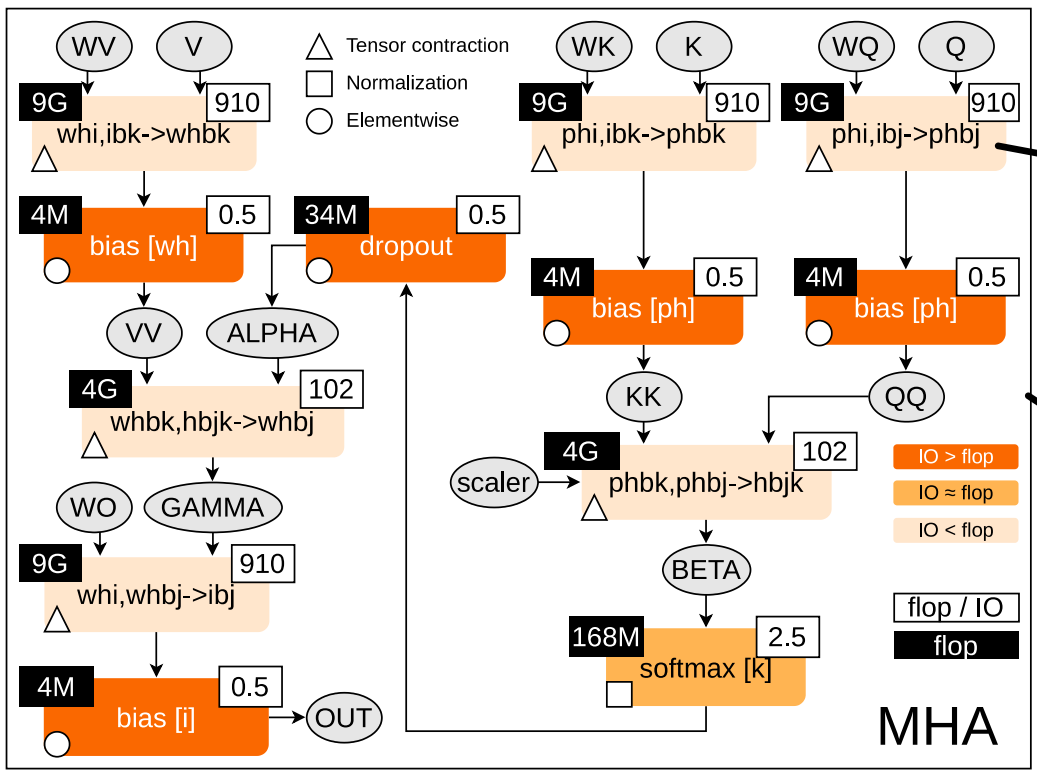 WV
V
Tensor contraction
Normalization
Elementwise
WK
K
WQ
Q
9G
910
whi,ibk->whbk
9G
910
phi,ibk->phbk
9G
910
phi,ibj->phbj
4M
0.5
bias [wh]
34M
0.5
dropout
4M
0.5
bias [ph]
4M
0.5
bias [ph]
VV
ALPHA
KK
QQ
4G
102
whbk,hbjk->whbj
scaler
4G
102
phbk,phbj->hbjk
IO > flop
IO ≈ flop
IO < flop
WO
GAMMA
9G
910
whi,whbj->ibj
BETA
flop / IO
flop
168M
2.5
softmax [k]
4M
0.5
bias [i]
OUT
MHA